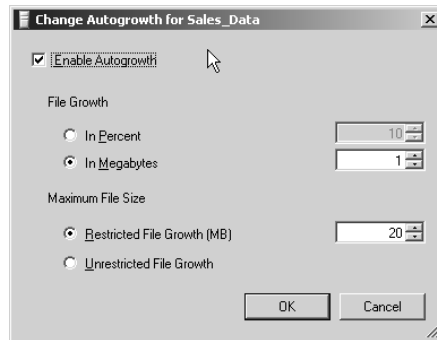 Change Autogrowth for Sales_Data
Enable Autogrowth
File Growth
In Percent 10
In Megabytes 1
Maximum File Size
Restricted File Growth (MB) 20
Unrestricted File Growth
OK Cancel